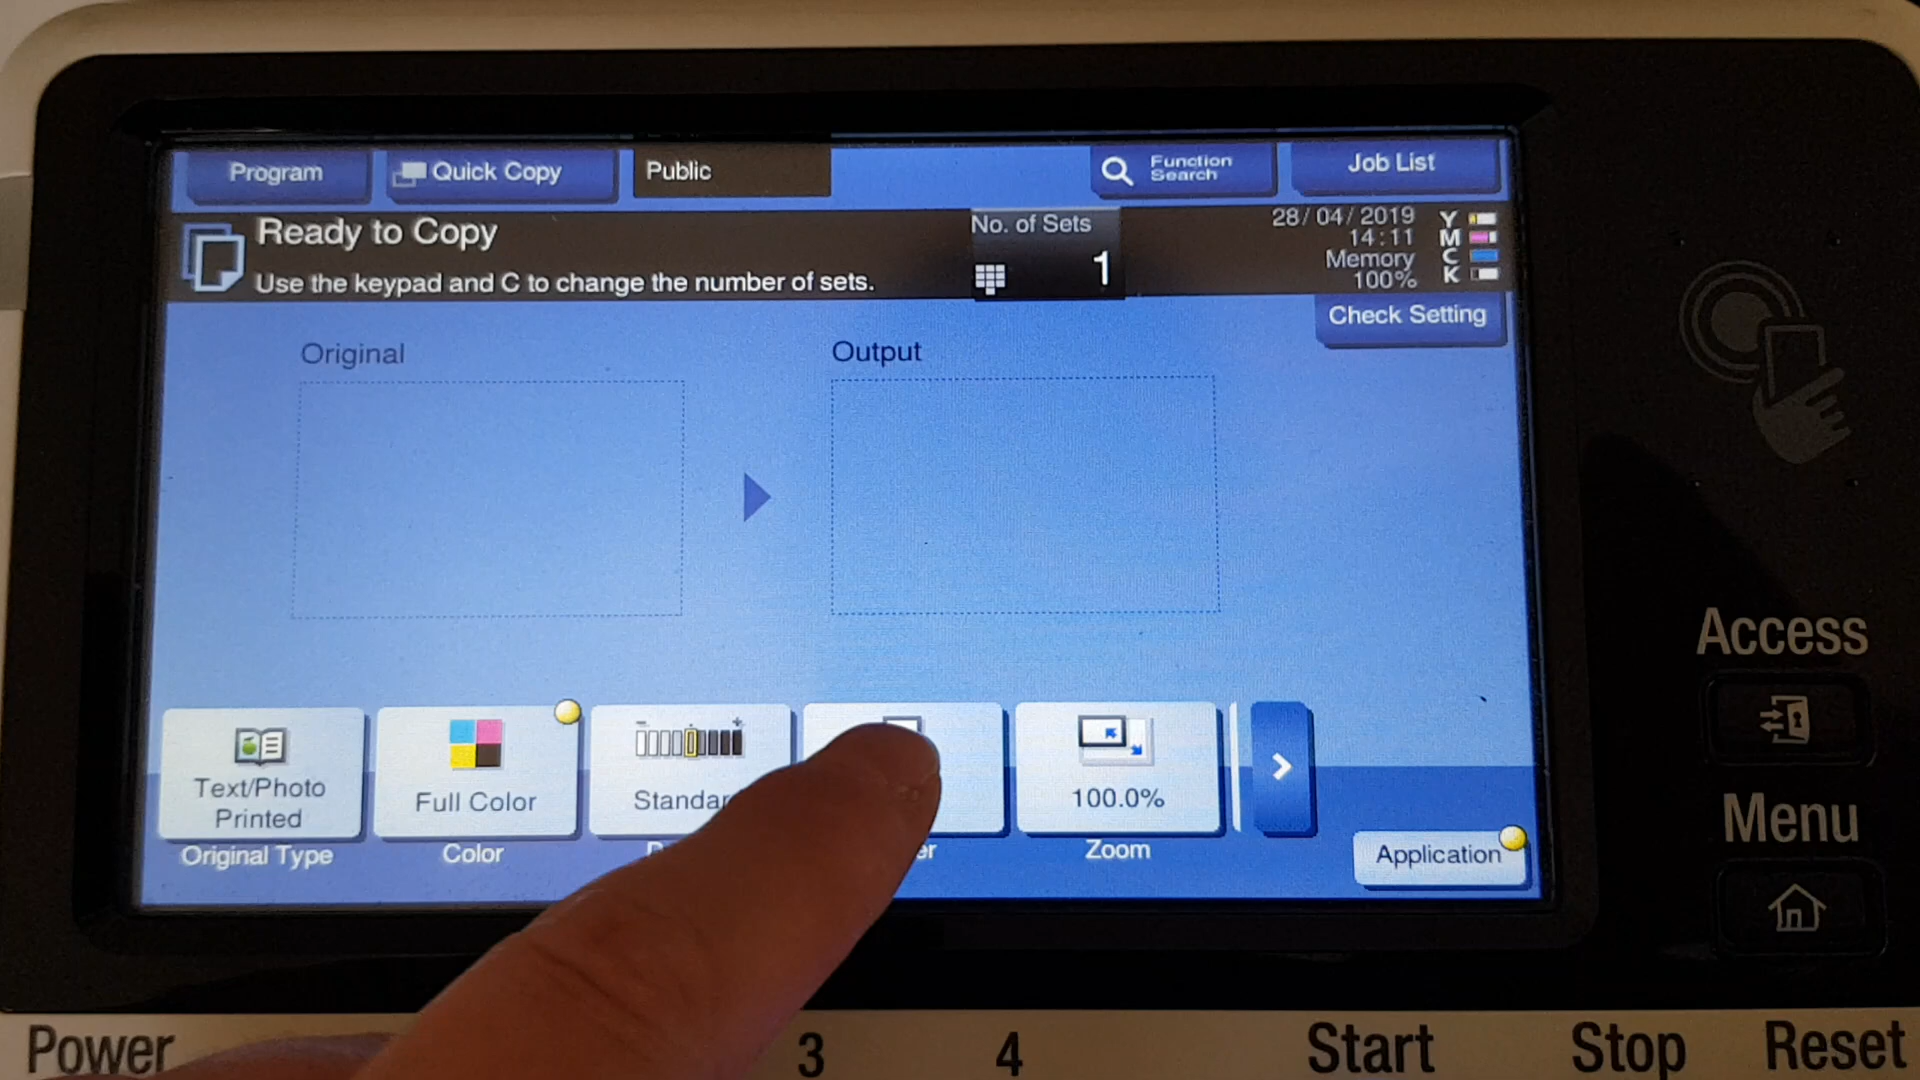 Program
Quick Copy
Public
Function
Search
Job List
Ready to Copy
Use the keypad and C to change the number of sets.
No. of Sets
1
28/04/2019
14:11
Memory
100%
Y
M
C
K
Check Setting
Original
Output
Text/Photo
Printed
Original Type
Full Color
Color
100.0%
Zoom
Application
Access
Menu
Power
3
4
Start
Stop
Reset